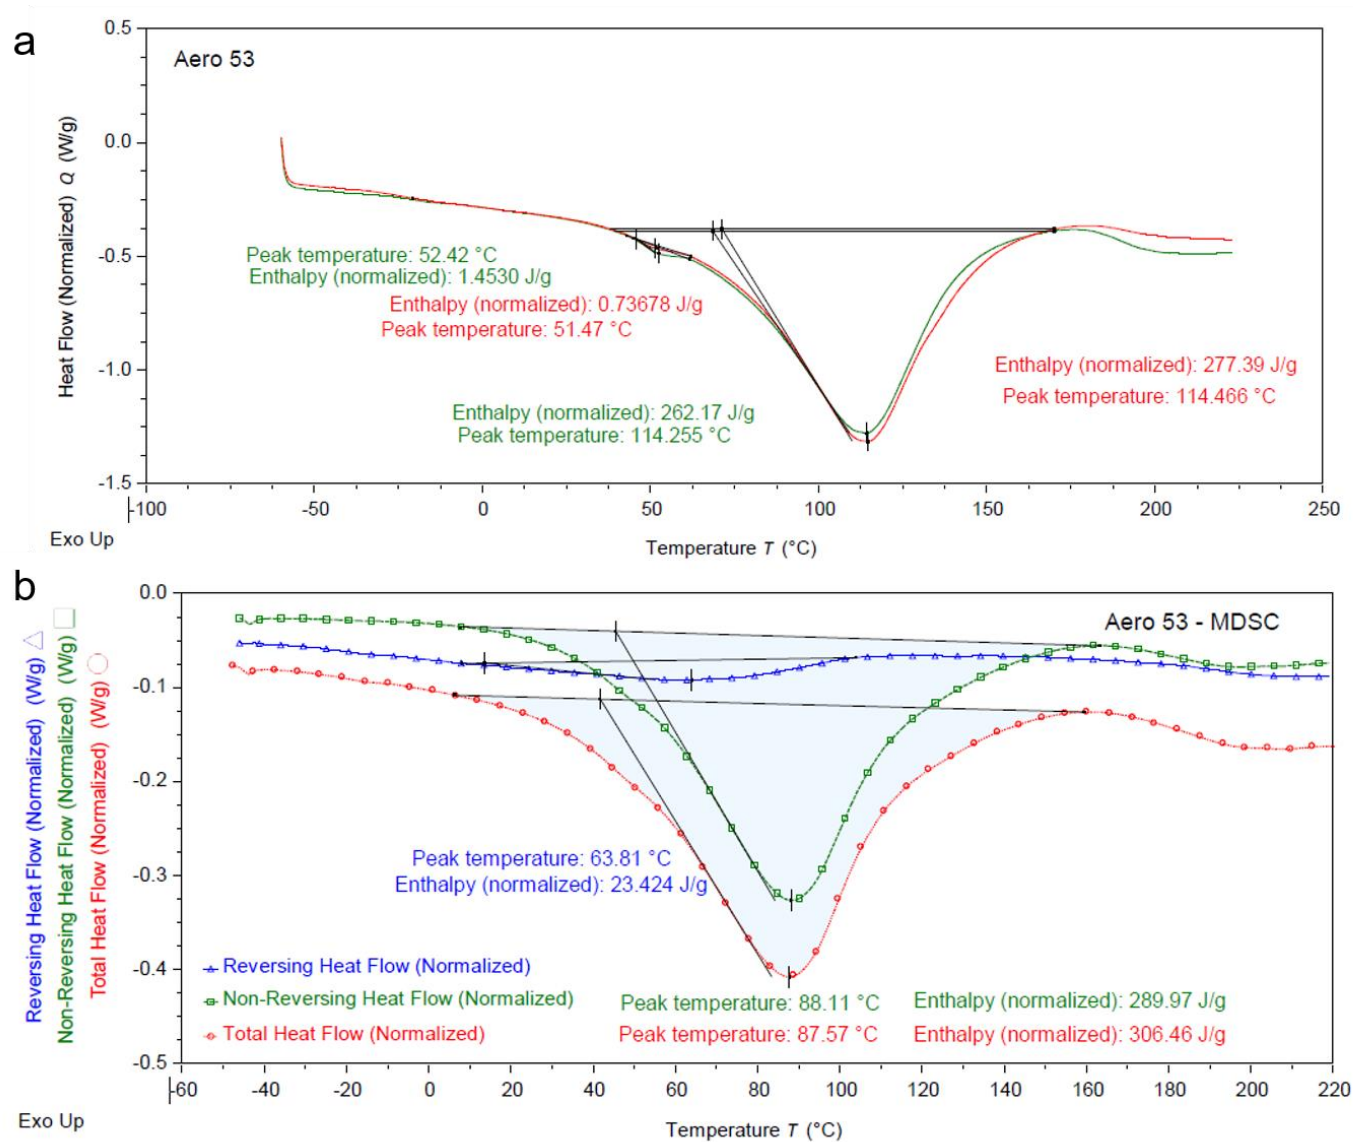 a
Aero 53
Heat Flow (Normalized) Q (W/g)
0.5
0.0
-0.5
-1.0
-1.5
Peak temperature: 52.42 °C
Enthalpy (normalized): 1.4530 J/g
Enthalpy (normalized): 0.73678 J/g
Peak temperature: 51.47 °C
Enthalpy (normalized): 277.39 J/g
Peak temperature: 114.466 °C
Enthalpy (normalized): 262.17 J/g
Peak temperature: 114.255 °C
-100 -50 0 50 100 150 200 250
Exo Up
Temperature T (°C)
b
Aero 53 - MDSC
Reversing Heat Flow (Normalized) (W/g)
Non-Reversing Heat Flow (Normalized) (W/g)
Total Heat Flow (Normalized) (W/g)
0.0
-0.1
-0.2
-0.3
-0.4
-0.5
Peak temperature: 63.81 °C
Enthalpy (normalized): 23.424 J/g
Reversing Heat Flow (Normalized)
Non-Reversing Heat Flow (Normalized)
Total Heat Flow (Normalized)
Peak temperature: 88.11 °C Enthalpy (normalized): 289.97 J/g
Peak temperature: 87.57 °C Enthalpy (normalized): 306.46 J/g
-60 -40 -20 0 20 40 60 80 100 120 140 160 180 200 220
Exo Up
Temperature T (°C)